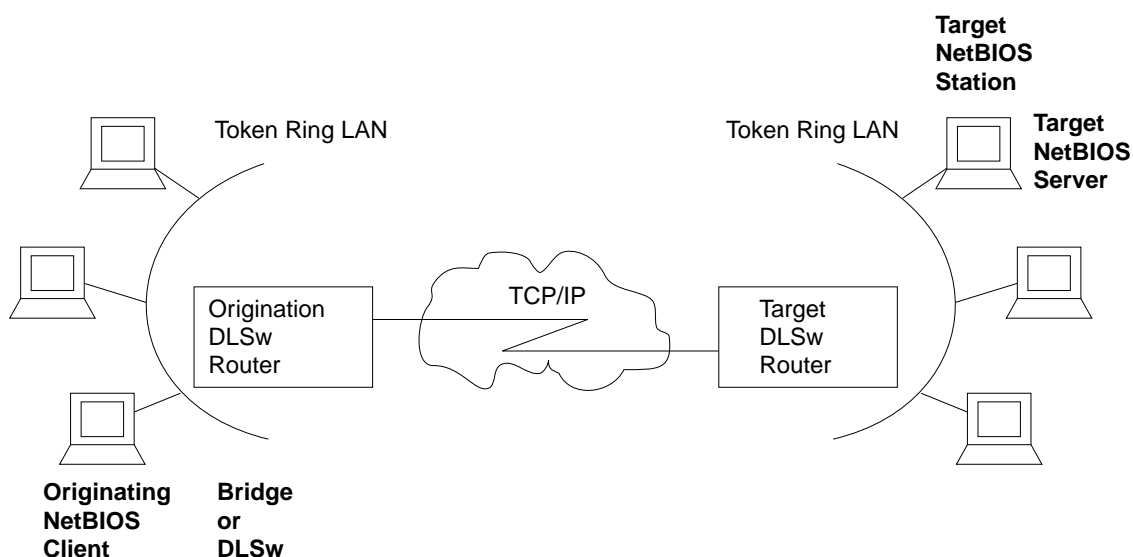 Target
NetBIOS
Station
Token Ring LAN
Token Ring LAN
Target
NetBIOS
Server
Origination
DLSw
Router
TCP/IP
Target
DLSw
Router
Originating
NetBIOS
Client
Bridge
or
DLSw